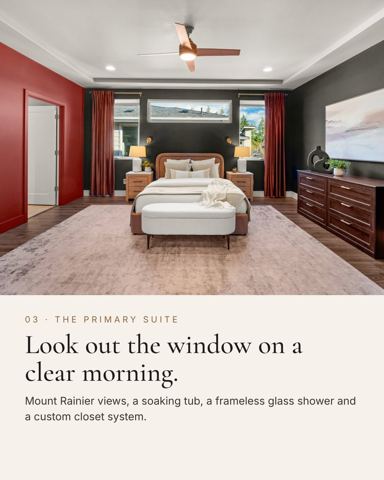 03 · THE PRIMARY SUITE
Look out the window on a
clear morning.
Mount Rainier views, a soaking tub, a frameless glass shower and
a custom closet system.